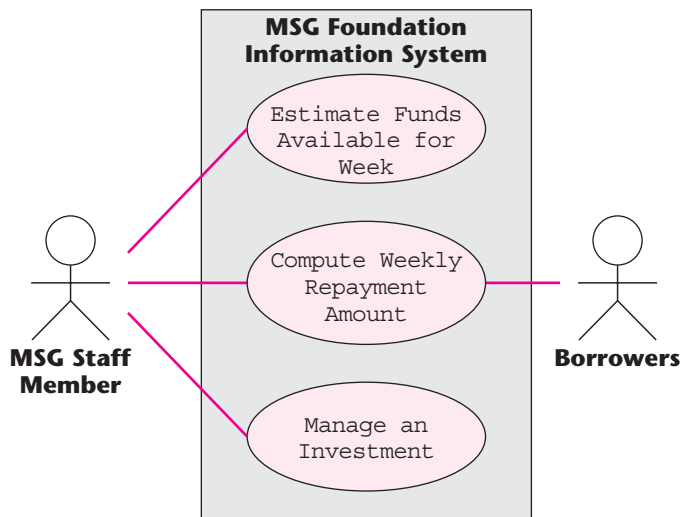 MSG Foundation
Information System
Estimate Funds
Available for
Week
Compute Weekly
Repayment
Amount
MSG Staff
Member
Borrowers
Manage an
Investment